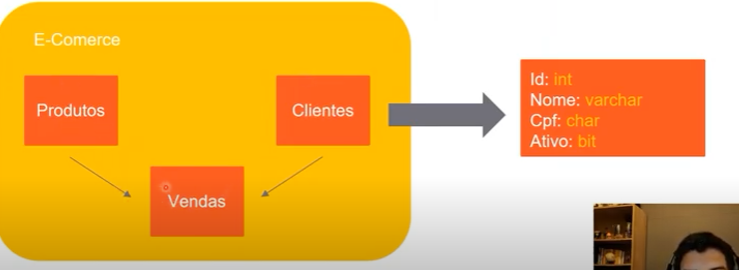 E-Comerce
Produtos
Clientes
Vendas
Id: int
Nome: varchar
Cpf: char
Ativo: bit